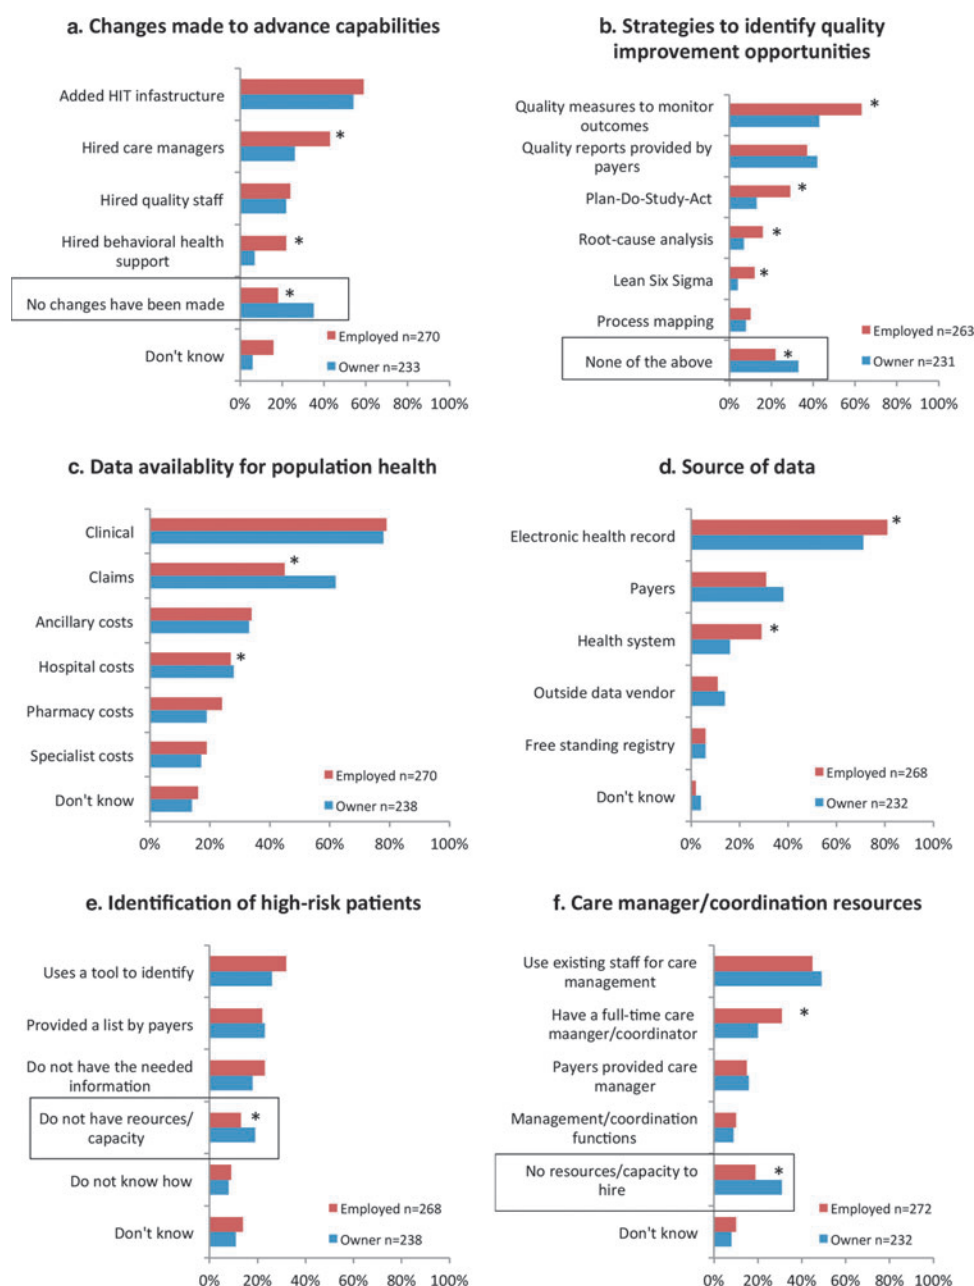 a. Changes made to advance capabilities
Added HIT infastructure
Hired care managers
*
Hired quality staff
Hired behavioral health
support
*
No changes have been made
*
Don't know
Employed n=270
Owner n=233
0% 20% 40% 60% 80% 100%
b. Strategies to identify quality
improvement opportunities
Quality measures to monitor
outcomes
*
Quality reports provided by
payers
Plan-Do-Study-Act
*
Root-cause analysis
*
Lean Six Sigma
*
Process mapping
None of the above
*
Employed n=263
Owner n=231
0% 20% 40% 60% 80% 100%
c. Data availablity for population health
Clinical
Claims
*
Ancillary costs
Hospital costs
*
Pharmacy costs
Specialist costs
Don't know
Employed n=270
Owner n=238
0% 20% 40% 60% 80% 100%
d. Source of data
Electronic health record
*
Payers
Health system
*
Outside data vendor
Free standing registry
Don't know
Employed n=268
Owner n=232
0% 20% 40% 60% 80% 100%
e. Identification of high-risk patients
Uses a tool to identify
Provided a list by payers
Do not have the needed
information
Do not have reources/
capacity
*
Do not know how
Don't know
Employed n=268
Owner n=238
0% 20% 40% 60% 80% 100%
f. Care manager/coordination resources
Use existing staff for care
management
Have a full-time care
maanger/coordinator
*
Payers provided care
manager
Management/coordination
functions
No resources/capacity to
hire
*
Don't know
Employed n=272
Owner n=232
0% 20% 40% 60% 80% 100%